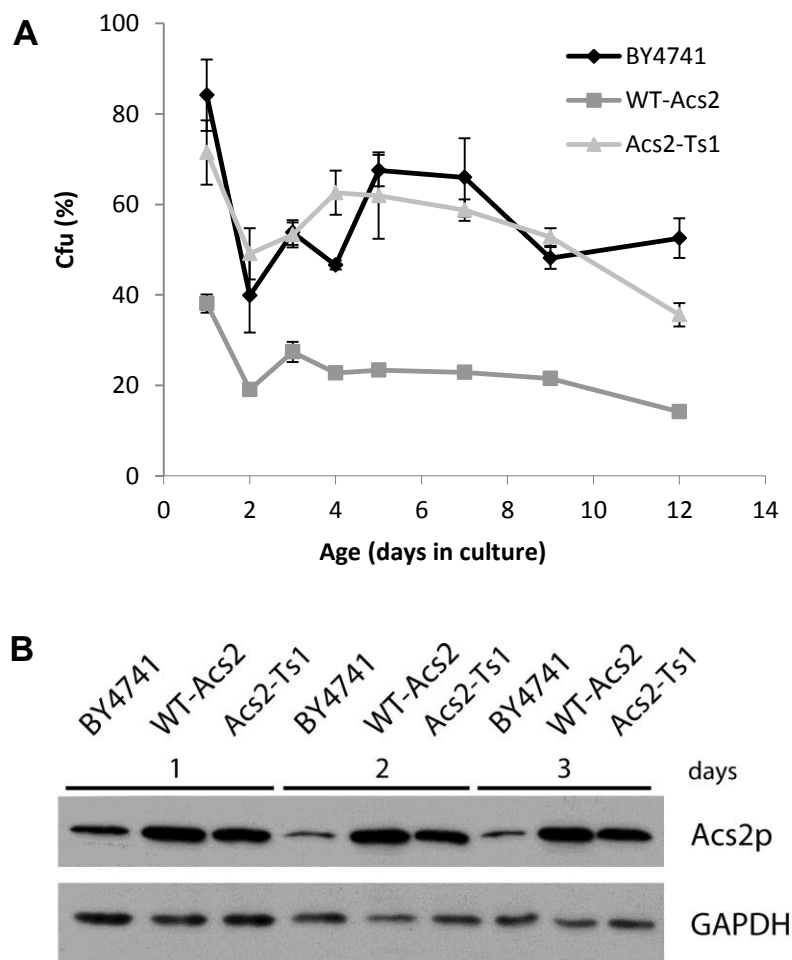 A
100
80
60
40
20
0
Cfu (%)
BY4741
WT-Acs2
Acs2-Ts1
0 2 4 6 8 10 12 14
Age (days in culture)
B
BY4741 WT-Acs2 Acs2-Ts1 BY4741 WT-Acs2 Acs2-Ts1 BY4741 WT-Acs2 Acs2-Ts1
1 2 3 days
Acs2p
GAPDH